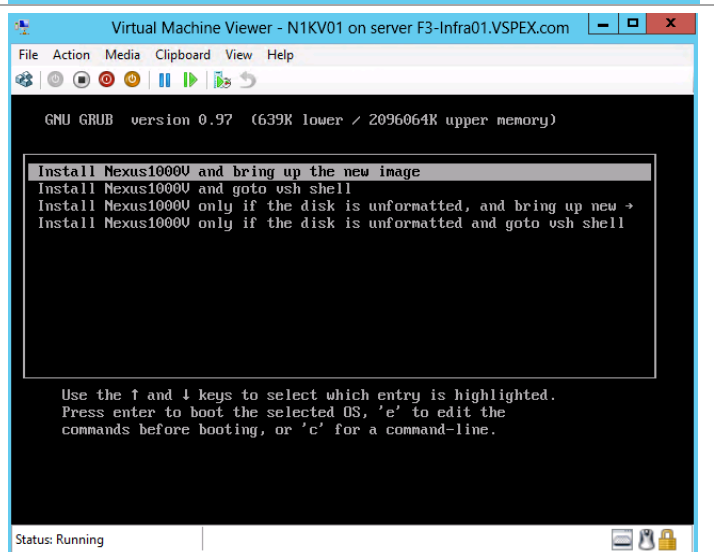 Virtual Machine Viewer - N1KV01 on server F3-Infra01.VSPEX.com
File Action Media Clipboard View Help
GNU GRUB version 0.97 (639K lower / 2096064K upper memory)
Install Nexus1000V and bring up the new image
Install Nexus1000V and goto vsh shell
Install Nexus1000V only if the disk is unformatted, and bring up new →
Install Nexus1000V only if the disk is unformatted and goto vsh shell
Use the ↑ and ↓ keys to select which entry is highlighted.
Press enter to boot the selected OS, 'e' to edit the
commands before booting, or 'c' for a command-line.
Status: Running